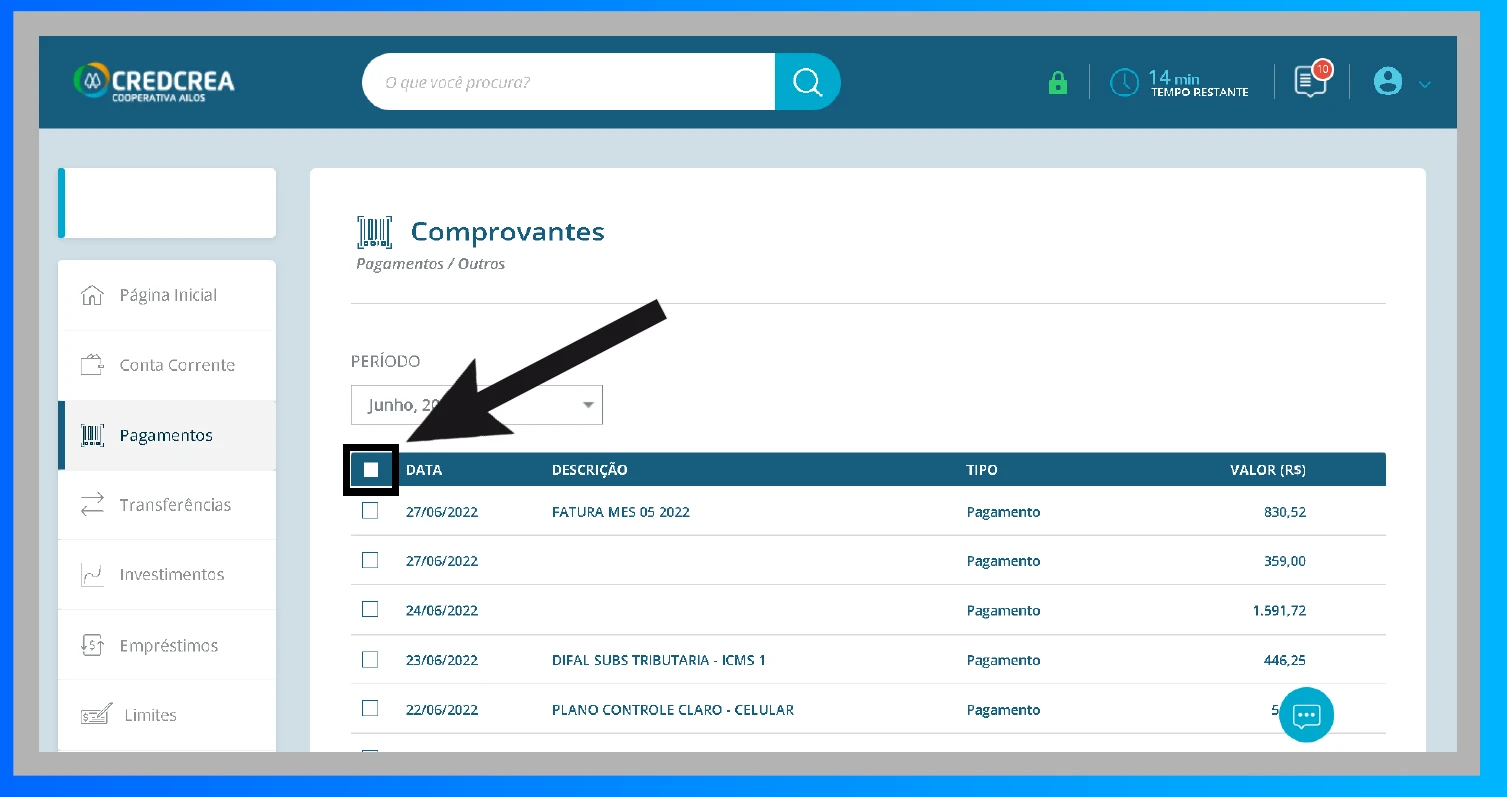 CREDCREA
COOPERATIVA AILOS
O que você procura?
14 min
TEMPO RESTANTE
10
Página Inicial
Conta Corrente
Pagamentos
Transferências
Investimentos
Empréstimos
Limites
Comprovantes
Pagamentos / Outros
PERÍODO
Junho, 20
DATA DESCRIÇÃO TIPO VALOR (R$)
27/06/2022 FATURA MES 05 2022 Pagamento 830,52
27/06/2022 Pagamento 359,00
24/06/2022 Pagamento 1.591,72
23/06/2022 DIFAL SUBS TRIBUTARIA - ICMS 1 Pagamento 446,25
22/06/2022 PLANO CONTROLE CLARO - CELULAR Pagamento